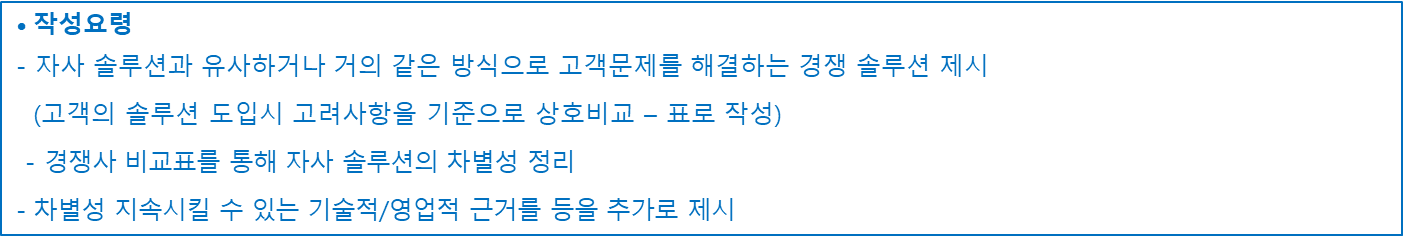 • 작성요령
- 자사 솔루션과 유사하거나 거의 같은 방식으로 고객문제를 해결하는 경쟁 솔루션 제시
(고객의 솔루션 도입시 고려사항을 기준으로 상호비교 – 표로 작성)
- 경쟁사 비교표를 통해 자사 솔루션의 차별성 정리
- 차별성 지속시킬 수 있는 기술적/영업적 근거를 등을 추가로 제시